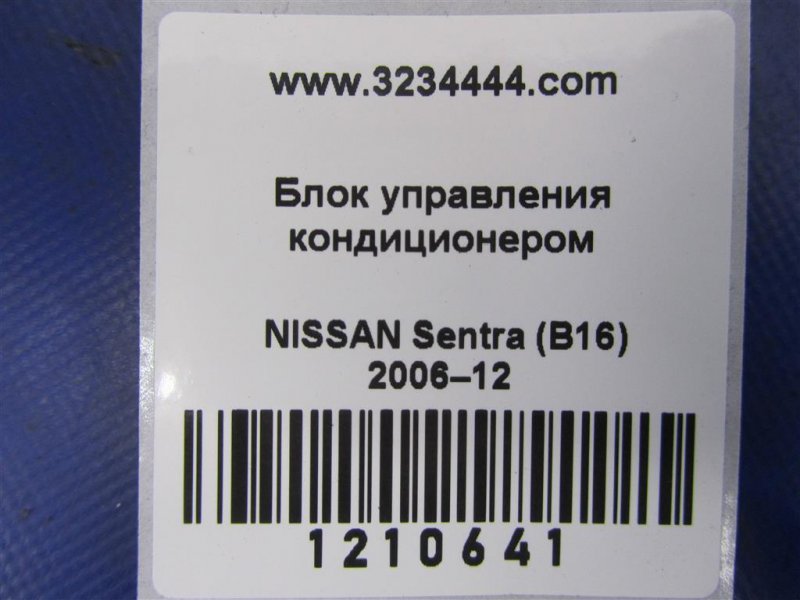 www.3234444.com
Блок управления
кондиционером
NISSAN Sentra (B16)
2006–12
1210641